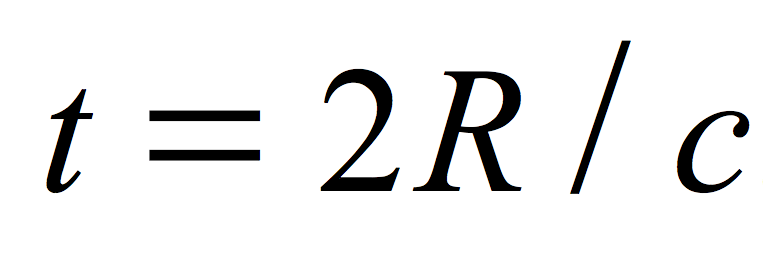 t = 2R / c